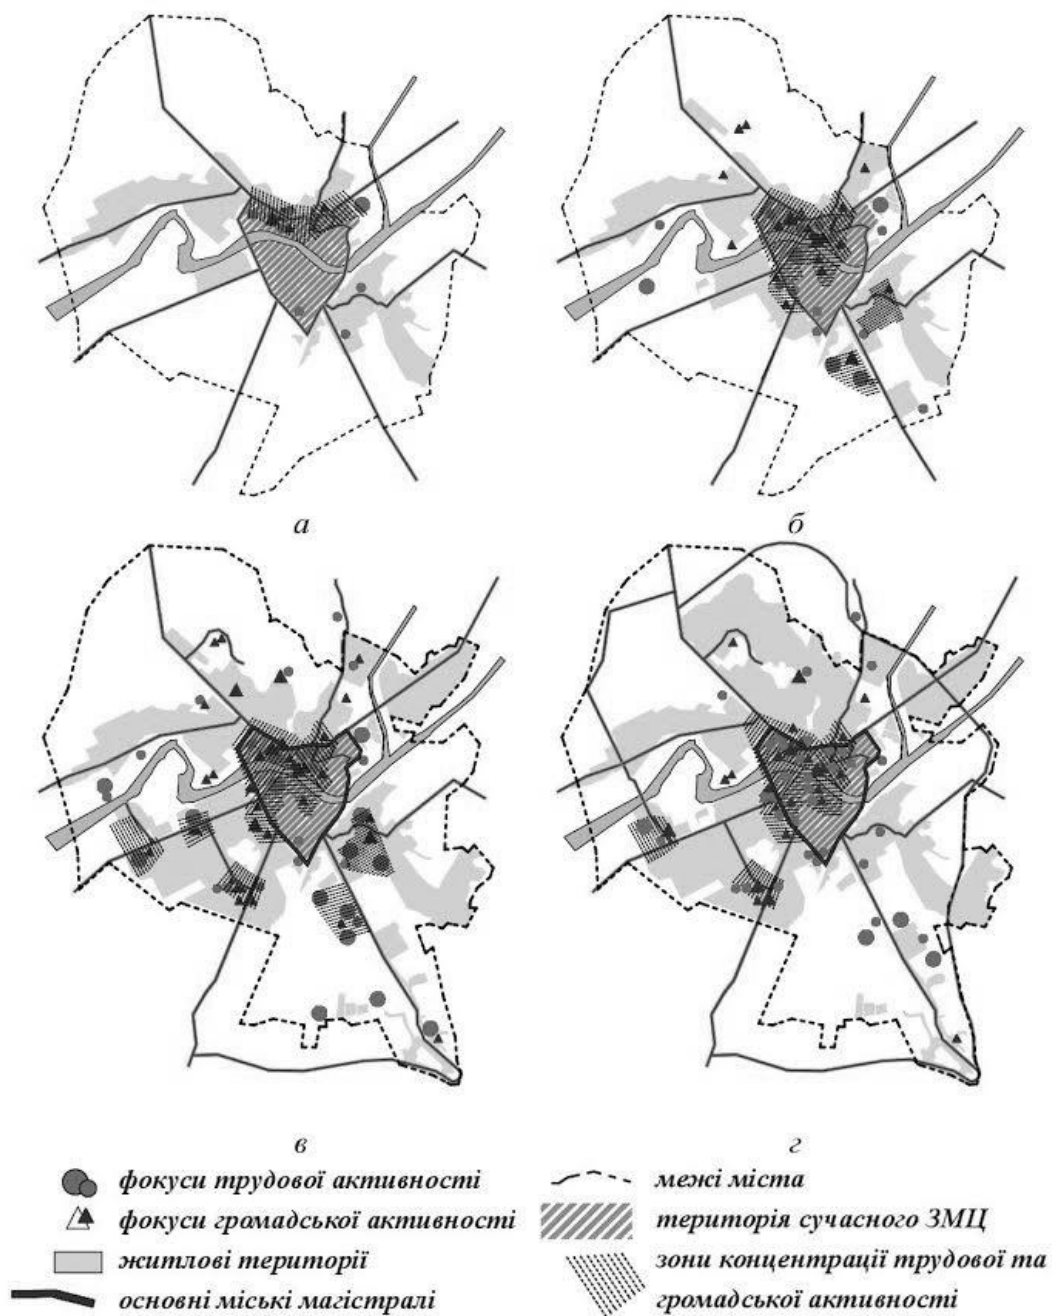 а
б
в
г
фокуси трудової активності
фокуси громадської активності
житлові території
основні міські магістралі
межі міста
територія сучасного ЗМЦ
зони концентрації трудової та
громадської активності